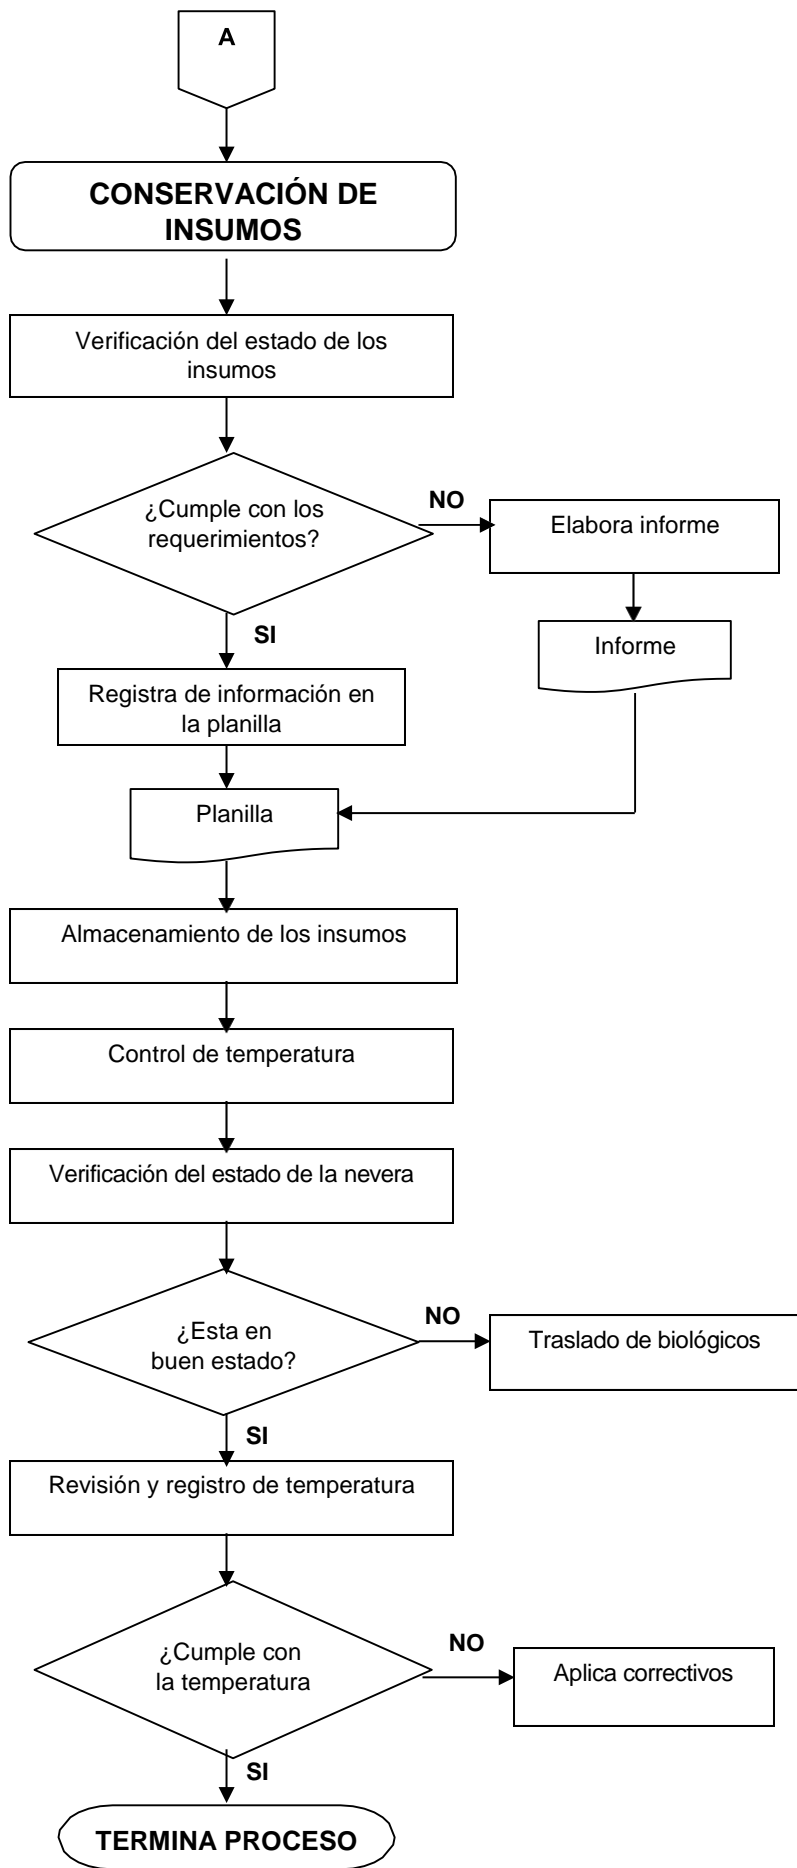 A
CONSERVACIÓN DE
INSUMOS
Verificación del estado de los
insumos
¿Cumple con los
requerimientos?
NO
Elabora informe
Informe
SI
Registra de información en
la planilla
Planilla
Almacenamiento de los insumos
Control de temperatura
Verificación del estado de la nevera
¿Esta en
buen estado?
NO
Traslado de biológicos
SI
Revisión y registro de temperatura
¿Cumple con
la temperatura
NO
Aplica correctivos
SI
TERMINA PROCESO